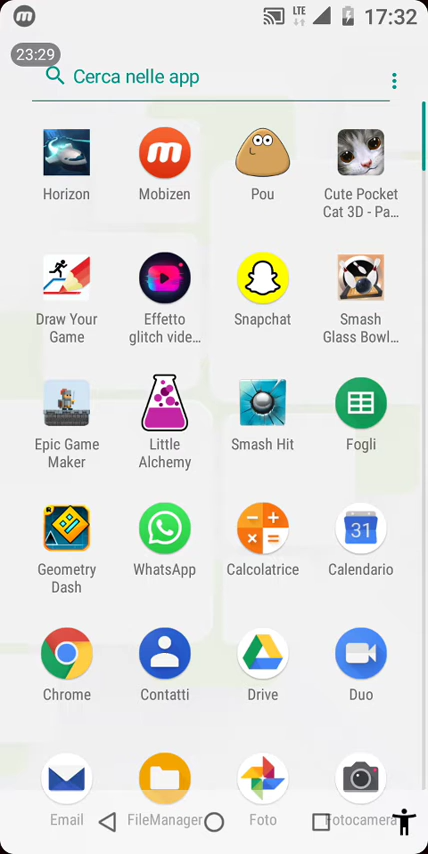 LTE 17:32
23:29
Cerca nelle app
Horizon Mobizen Pou Cute Pocket
Cat 3D - Pa...
Draw Your
Game
Effetto
glitch vide...
Snapchat
Smash
Glass Bowl...
Epic Game
Maker
Little
Alchemy
Smash Hit
Fogli
Geometry
Dash
WhatsApp
Calcolatrice
31
Calendario
Chrome Contatti Drive Duo
Email FileManager Foto Fotocamera